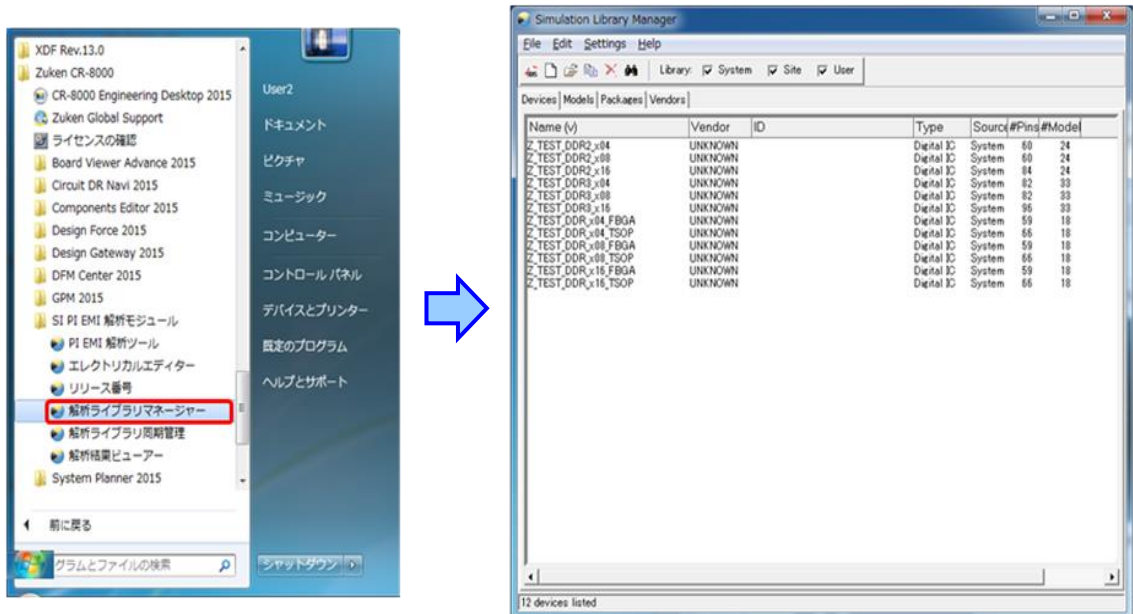 XDF Rev.13.0
Zuken CR-8000
CR-8000 Engineering Desktop 2015
Zuken Global Support
ライセンスの確認
Board Viewer Advance 2015
Circuit DR Navi 2015
Components Editor 2015
Design Force 2015
Design Gateway 2015
DFM Center 2015
GPM 2015
SI PI EMI 解析モジュール
PI EMI 解析ツール
エレクトリカルエディター
リリース番号
解析ライブラリマネージャー
解析ライブラリ同期管理
解析結果ビューアー
System Planner 2015
前に戻る
グラムとファイルの検索
User2
ドキュメント
ピクチャ
ミュージック
コンピューター
コントロール パネル
デバイスとプリンター
既定のプログラム
ヘルプとサポート
シャットダウン
Simulation Library Manager
File Edit Settings Help
Library: System Site User
Devices Models Packages Vendors
Name (v) Vendor ID Type Source #Pins #Model
Z_TEST_DDR2_x04 UNKNOWN Digital IC System 60 24
Z_TEST_DDR2_x08 UNKNOWN Digital IC System 60 24
Z_TEST_DDR2_x16 UNKNOWN Digital IC System 84 24
Z_TEST_DDR3_x04 UNKNOWN Digital IC System 82 33
Z_TEST_DDR3_x08 UNKNOWN Digital IC System 82 33
Z_TEST_DDR3_x16 UNKNOWN Digital IC System 96 33
Z_TEST_DDR_x04_FBGA UNKNOWN Digital IC System 59 18
Z_TEST_DDR_x04_TSOP UNKNOWN Digital IC System 66 18
Z_TEST_DDR_x08_FBGA UNKNOWN Digital IC System 59 18
Z_TEST_DDR_x08_TSOP UNKNOWN Digital IC System 66 18
Z_TEST_DDR_x16_FBGA UNKNOWN Digital IC System 59 18
Z_TEST_DDR_x16_TSOP UNKNOWN Digital IC System 66 18
12 devices listed